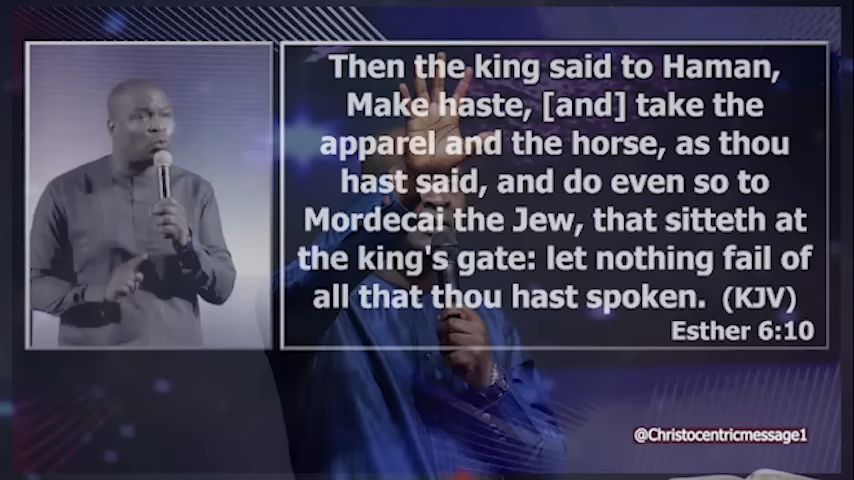 Then the king said to Haman,
Make haste, [and] take the
apparel and the horse, as thou
hast said, and do even so to
Mordecai the Jew, that sitteth at
the king's gate: let nothing fail of
all that thou hast spoken. (KJV)
Esther 6:10
@Christocentricmessage1